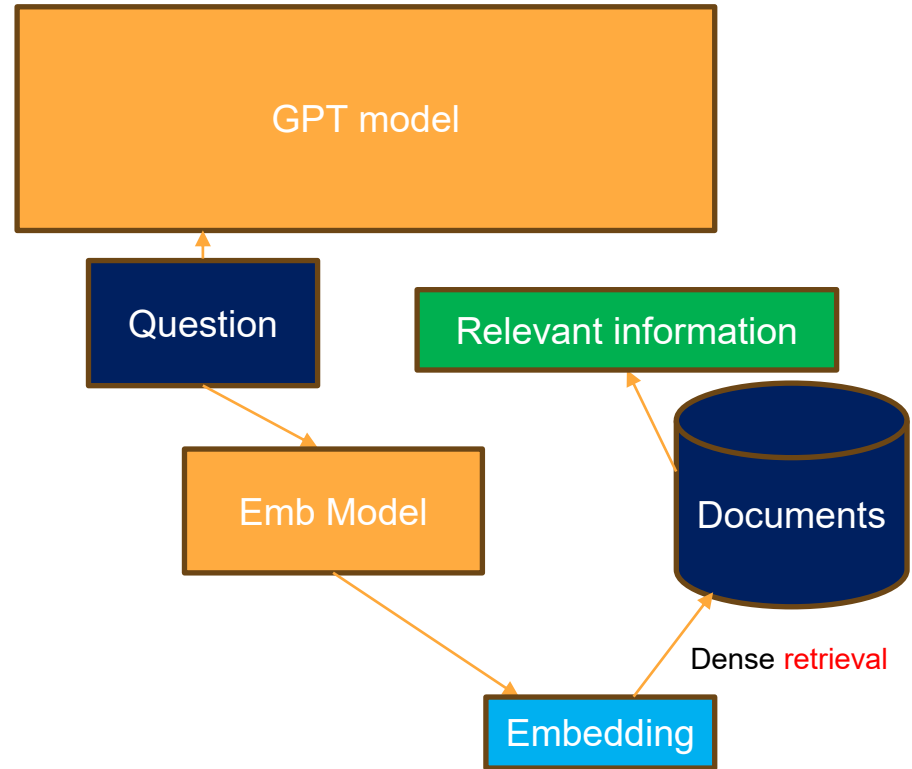 GPT model
Question
Relevant information
Emb Model
Documents
Dense retrieval
Embedding